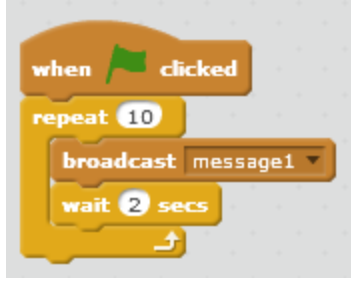 when clicked
repeat 10
broadcast message1
wait 2 secs